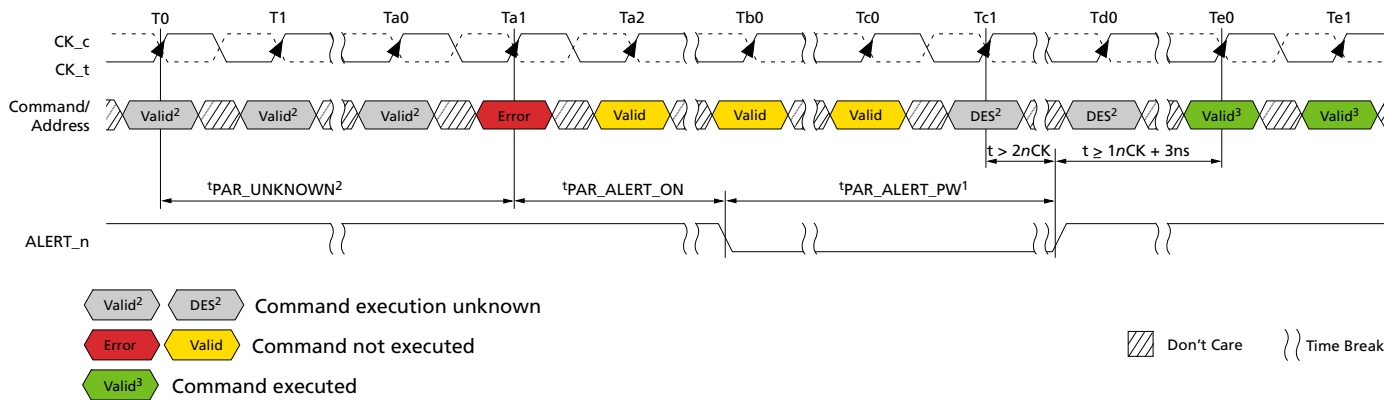 T0 T1 Ta0 Ta1 Ta2 Tb0 Tc0 Tc1 Td0 Te0 Te1
CK_c
CK_t
Command/
Address
Valid² Valid² Valid² Error Valid Valid Valid DES² DES² Valid³ Valid³
t > 2nCK t ≥ 1nCK + 3ns
ᵗPAR_UNKNOWN² ᵗPAR_ALERT_ON ᵗPAR_ALERT_PW¹
ALERT_n
Valid² DES² Command execution unknown
Error Valid Command not executed
Don't Care Time Break
Valid³ Command executed